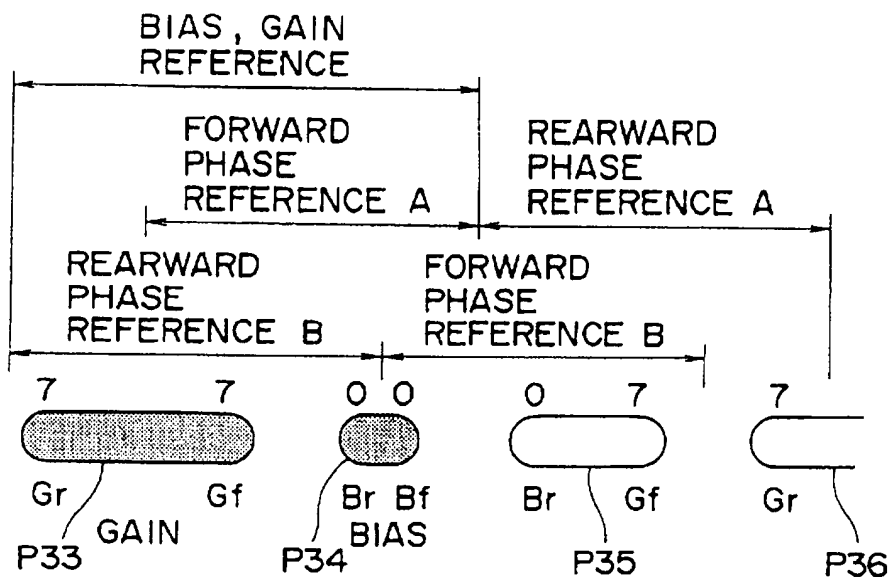 BIAS, GAIN
REFERENCE
FORWARD
PHASE
REFERENCE A
REARWARD
PHASE
REFERENCE A
REARWARD
PHASE
REFERENCE B
FORWARD
PHASE
REFERENCE B
7 7 0 0 0 7 7
Gr Gf Br Bf Br Gf Gr
GAIN BIAS
P33 P34 P35 P36